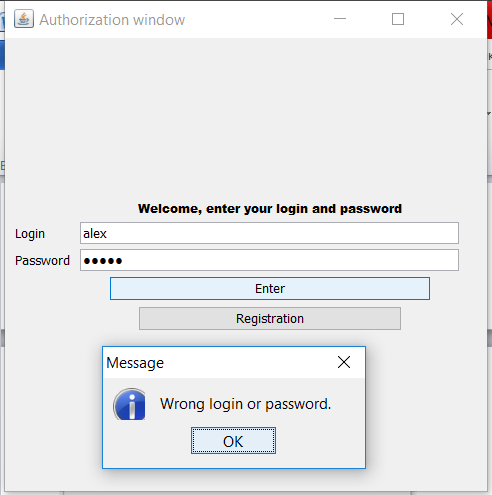 Authorization window
Welcome, enter your login and password
Login alex
Password ●●●●●
Enter
Registration
Message
Wrong login or password.
OK